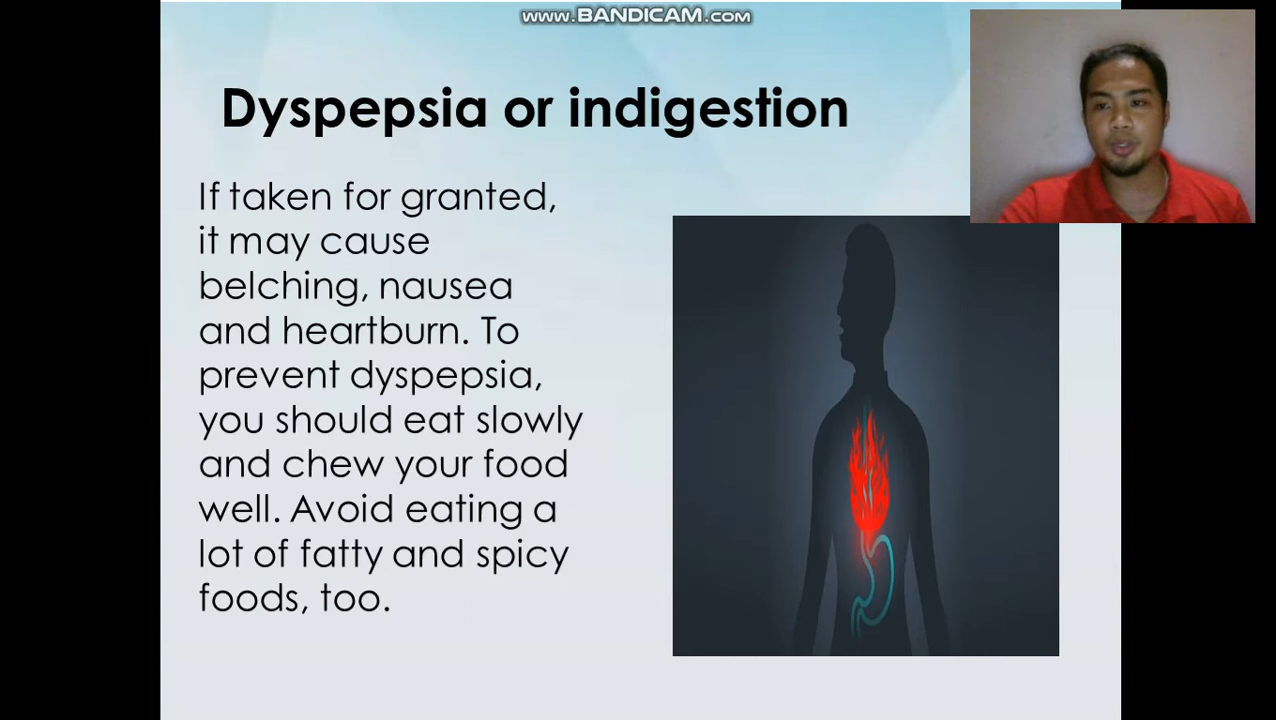 www.BANDICAM.com
Dyspepsia or indigestion
If taken for granted,
it may cause
belching, nausea
and heartburn. To
prevent dyspepsia,
you should eat slowly
and chew your food
well. Avoid eating a
lot of fatty and spicy
foods, too.